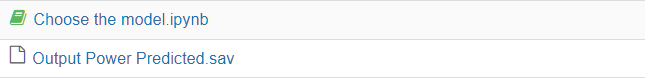 Choose the model.ipynb
Output Power Predicted.sav